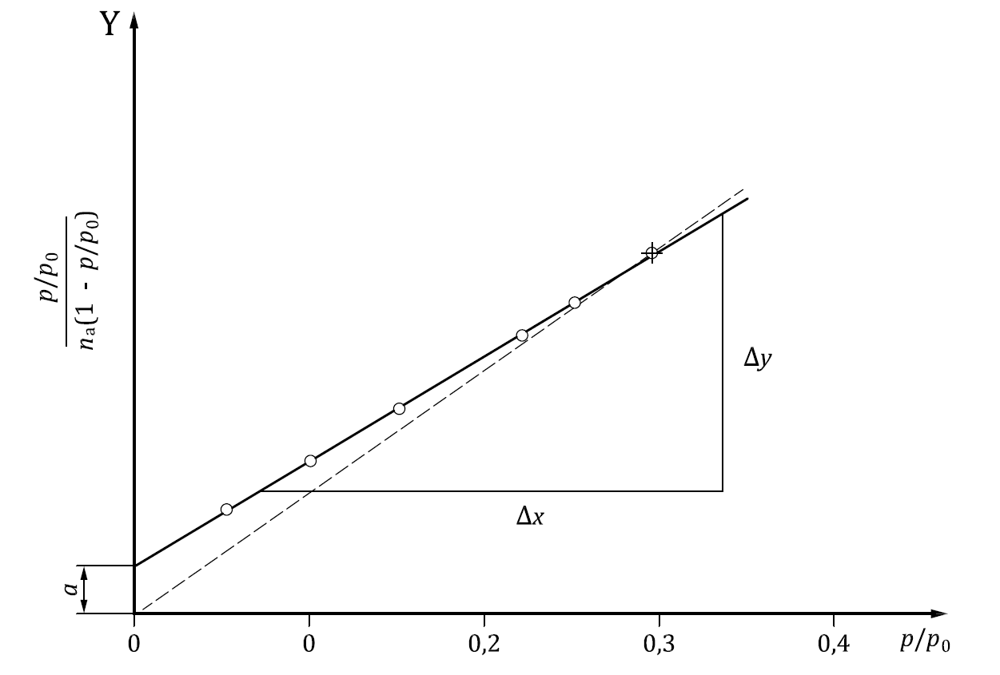 Y
p/p₀
nₐ(1 - p/p₀)
Δy
Δx
a
0
0
0,2
0,3
0,4
p/p₀